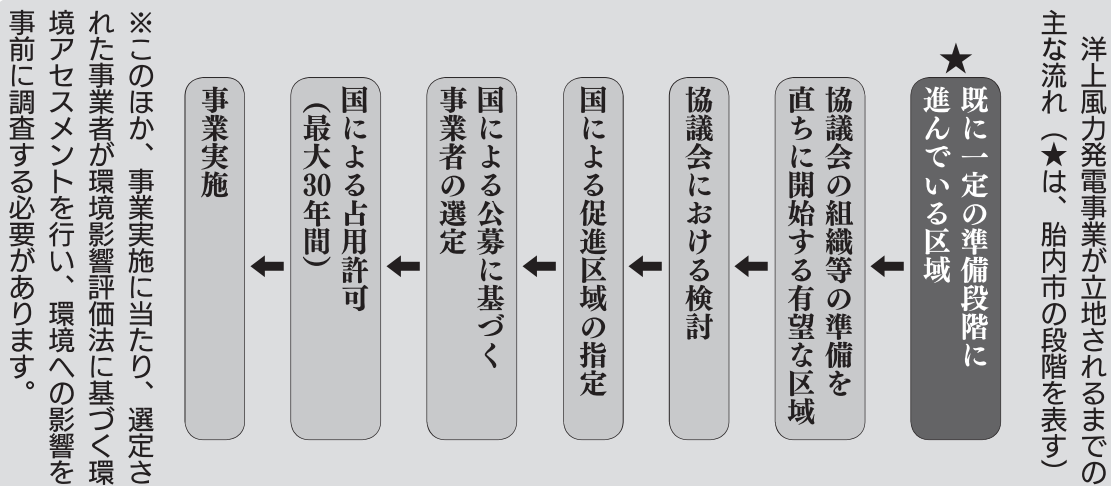 洋上風力発電事業が立地されるまでの
主な流れ（★は、胎内市の段階を表す）
★
既に一定の準備段階に
進んでいる区域
協議会の組織等の準備を
直ちに開始する有望な区域
協議会における検討
国による促進区域の指定
国による公募に基づく
事業者の選定
国による占用許可
（最大30年間）
事業実施
※このほか、事業実施に当たり、選定さ
れた事業者が環境影響評価法に基づく環
境アセスメントを行い、環境への影響を
事前に調査する必要があります。